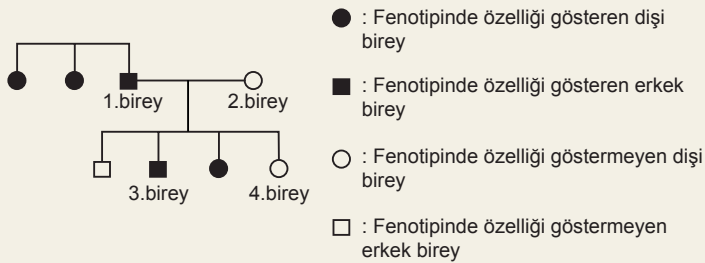 1.birey
2.birey
3.birey
4.birey
: Fenotipinde özelliği gösteren dişi
birey
: Fenotipinde özelliği gösteren erkek
birey
: Fenotipinde özelliği göstermeyen dişi
birey
: Fenotipinde özelliği göstermeyen
erkek birey